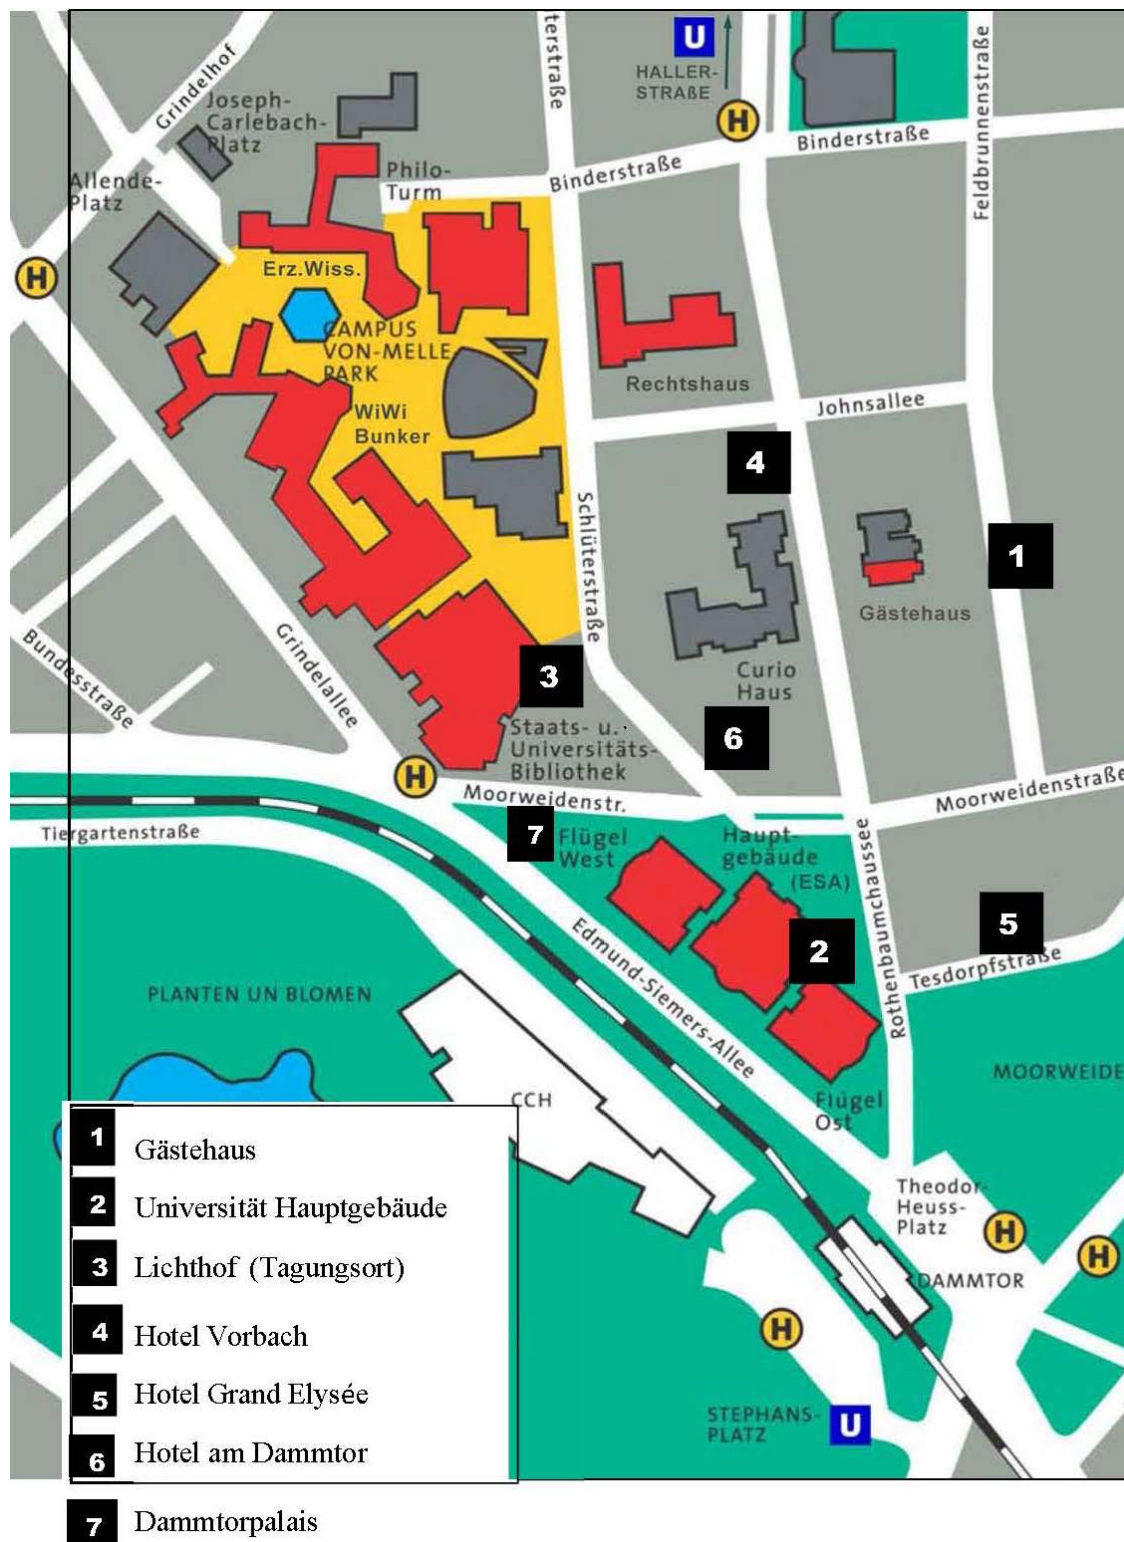 terstraße
U
HALLER-
STRAßE
Feldbrunnenstraße
Grindelhof
Joseph-
Carlebach-
Platz
H
Binderstraße
Binderstraße
Philo-
Turm
Allende-
Platz
H
Erz.Wiss.
CAMPUS
VON-MELLE-
PARK
Rechtshaus
WiWi
Bunker
Johnsallee
4
Schlüterstraße
1
Gästehaus
Bundesstraße
Grindelallee
3
Curio
Haus
6
Staats- u.
Universitäts-
Bibliothek
H
Moorweidenstr.
Moorweidenstraße
Tiergartenstraße
7
Flügel
West
Haupt-
gebäude
(ESA)
Rothenbaumchaussee
5
2
Tesdorpfstraße
Edmund-Siemers-Allee
PLANTEN UN BLOMEN
MOORWEIDE
CCH
Flügel
Ost
Theodor-
Heuss-
Platz
H
H
DAMMTOR
H
STEPHANS-
PLATZ
U
1 Gästehaus
2 Universität Hauptgebäude
3 Lichthof (Tagungsort)
4 Hotel Vorbach
5 Hotel Grand Elysée
6 Hotel am Dammtor
7 Dammtorpalais